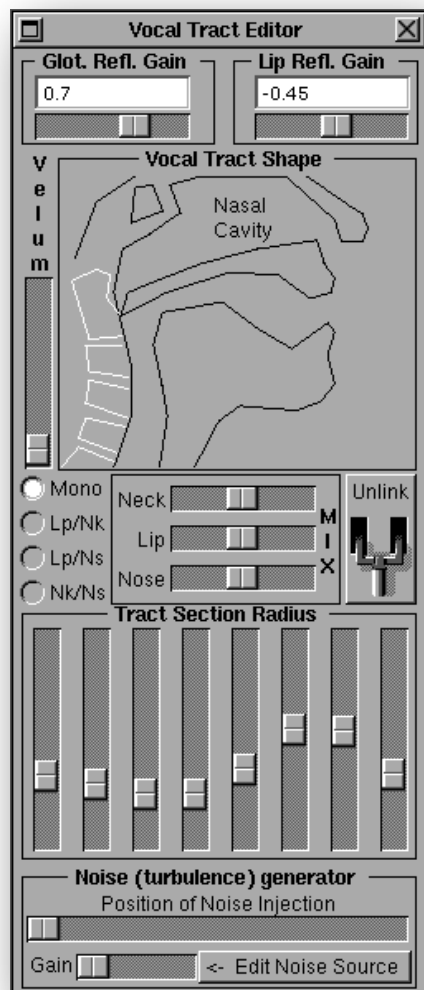 Vocal Tract Editor
Glot. Refl. Gain
0.7
Lip Refl. Gain
-0.45
Velum
Vocal Tract Shape
Nasal
Cavity
Mono
Lp/Nk
Lp/Ns
Nk/Ns
Neck
Lip
Nose
MIX
Unlink
Tract Section Radius
Noise (turbulence) generator
Position of Noise Injection
Gain
<- Edit Noise Source